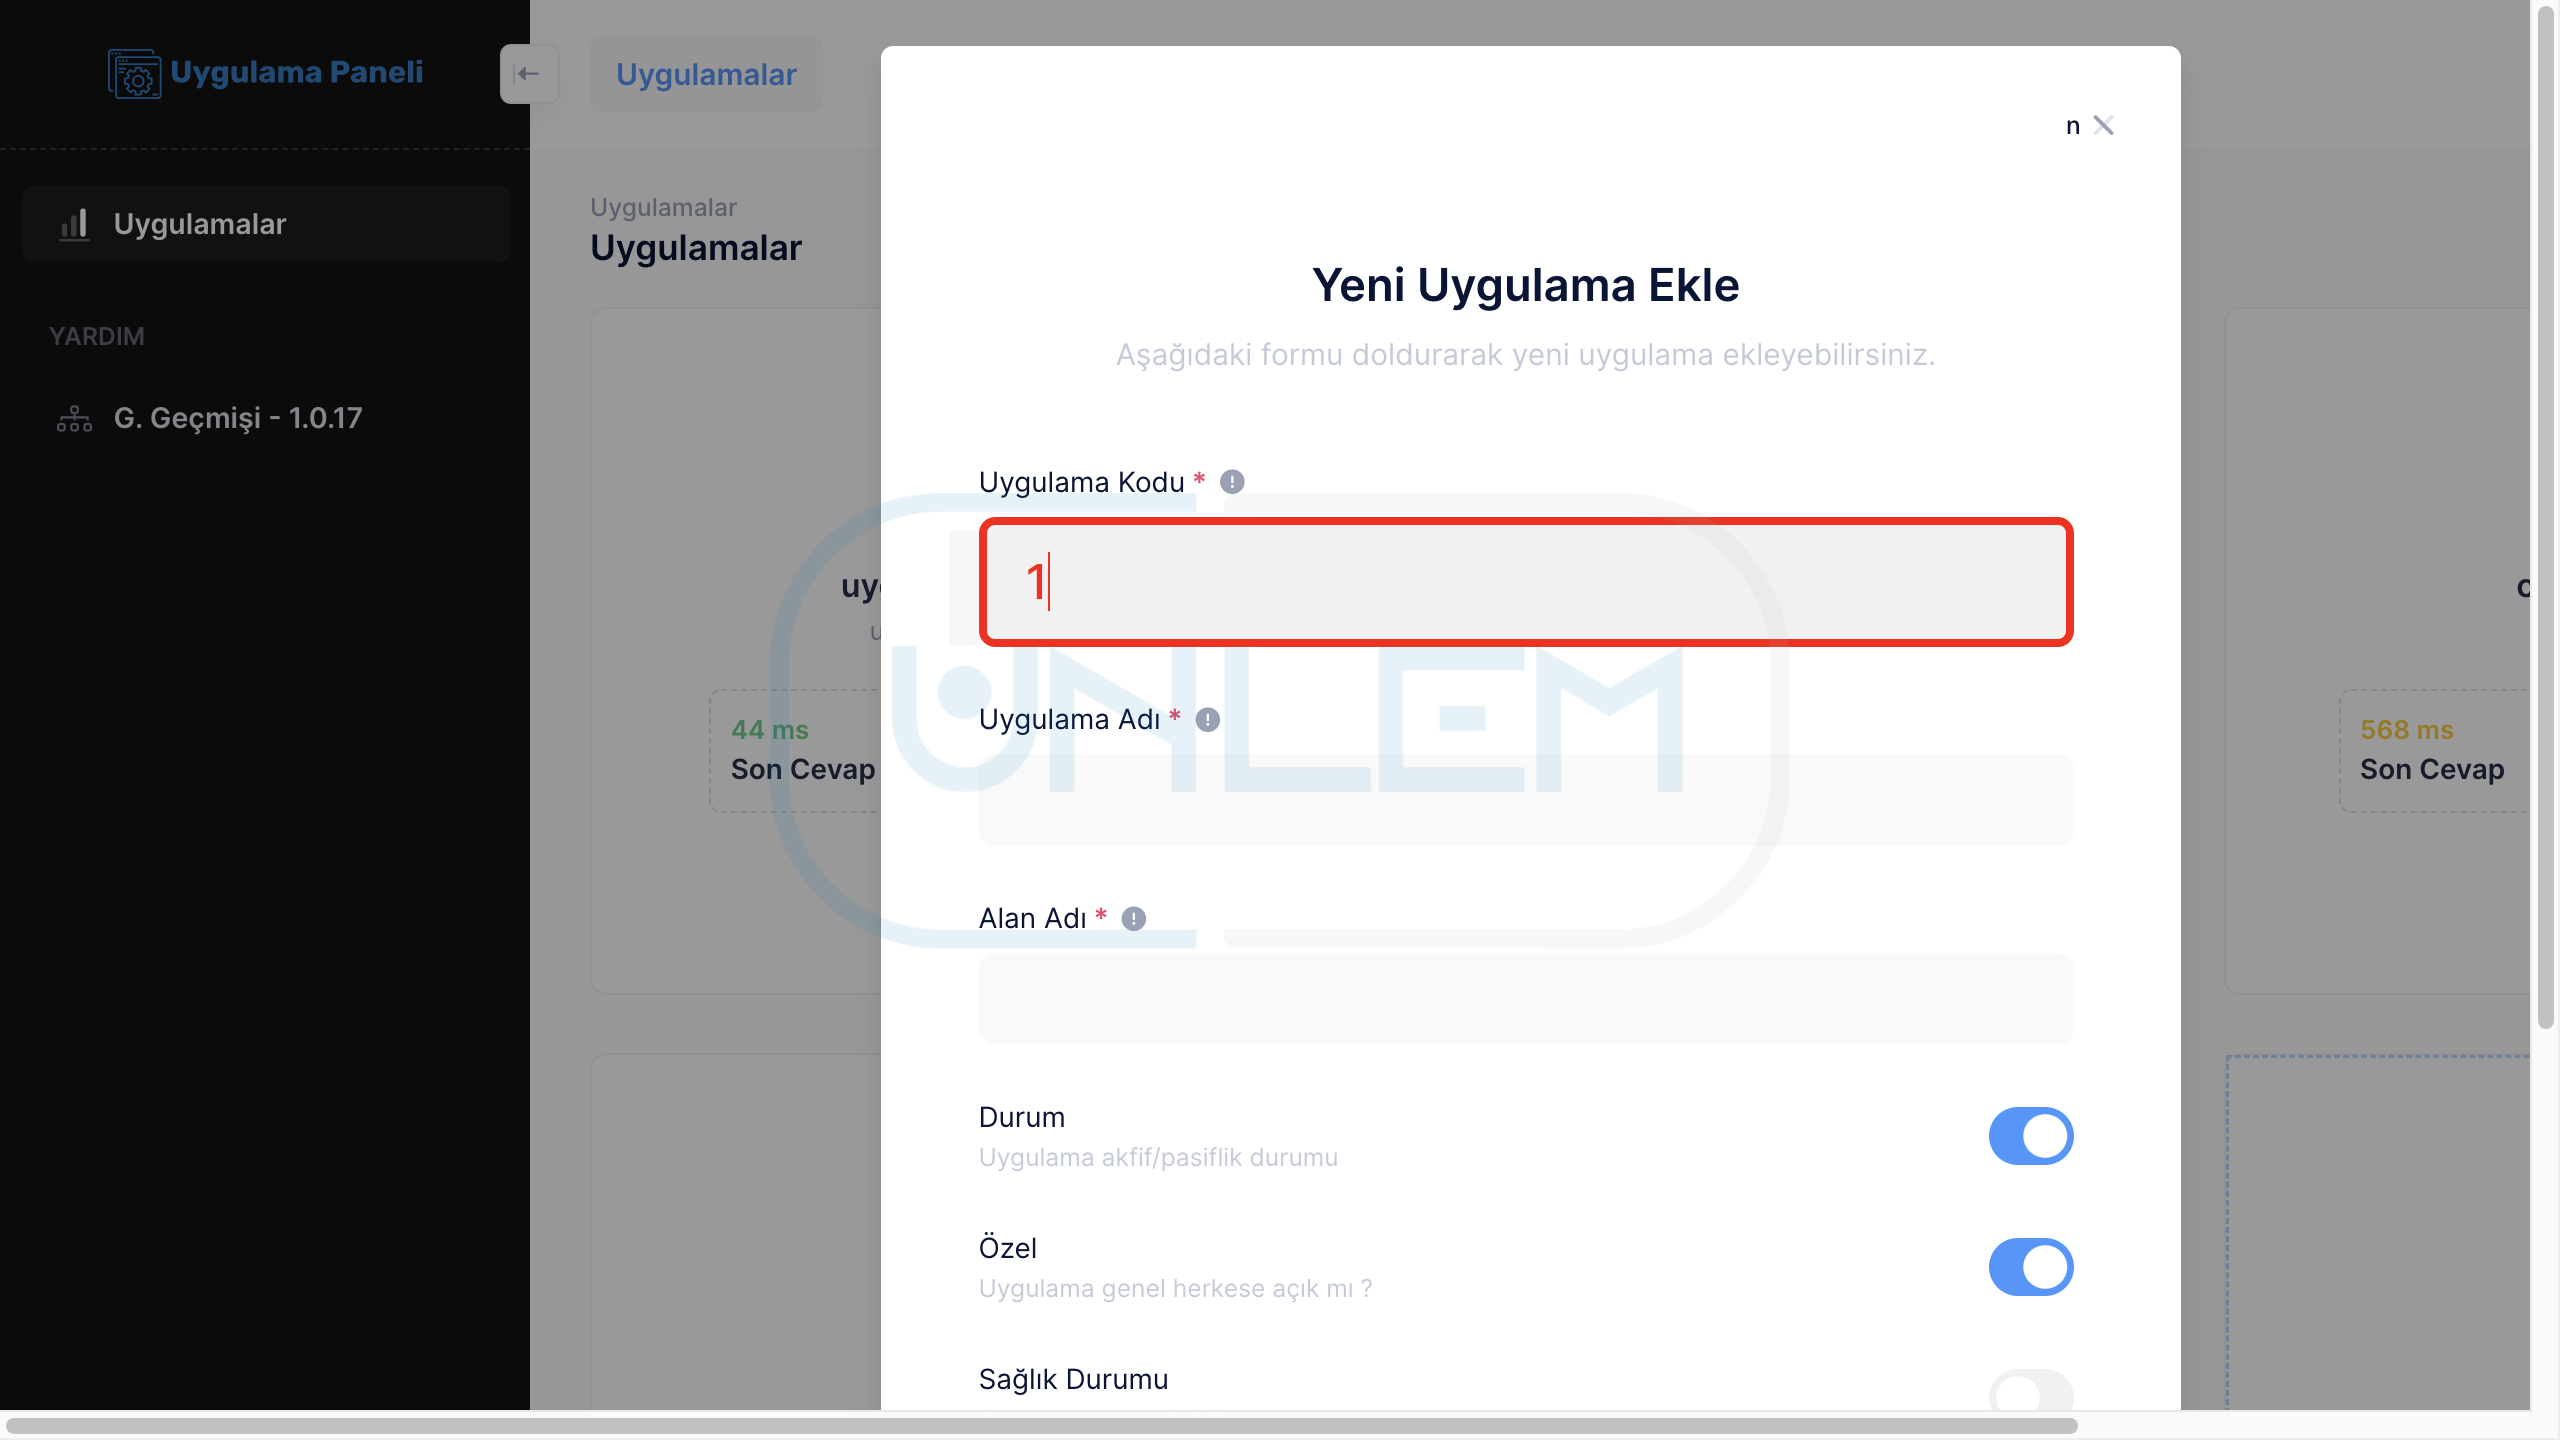 Uygulama Paneli
Uygulamalar
Uygulamalar
YARDIM
G. Geçmişi - 1.0.17
Uygulamalar
Uygulamalar
44 ms
Son Cevap
568 ms
Son Cevap
n
Yeni Uygulama Ekle
Aşağıdaki formu doldurarak yeni uygulama ekleyebilirsiniz.
Uygulama Kodu *
1
Uygulama Adı *
Alan Adı *
Durum
Uygulama akfif/pasiflik durumu
Özel
Uygulama genel herkese açık mı ?
Sağlık Durumu
UNLEM